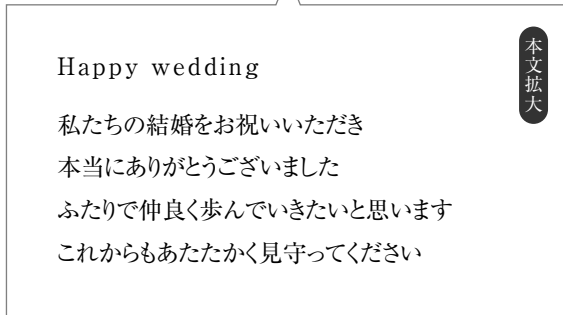 Happy wedding
私たちの結婚をお祝いいただき
本当にありがとうございました
ふたりで仲良く歩んでいきたいと思います
これからもあたたかく見守ってください
本文拡大